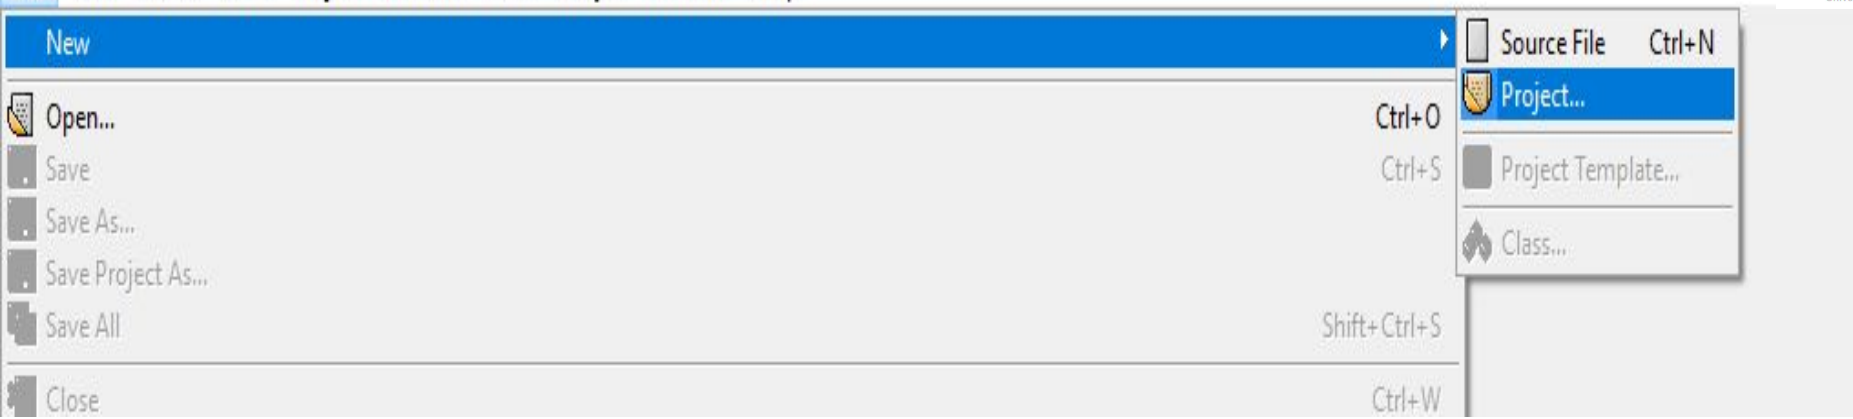 New
Source File Ctrl+N
Project...
Open... Ctrl+O
Save Ctrl+S
Project Template...
Save As...
Class...
Save Project As...
Save All Shift+Ctrl+S
Close Ctrl+W